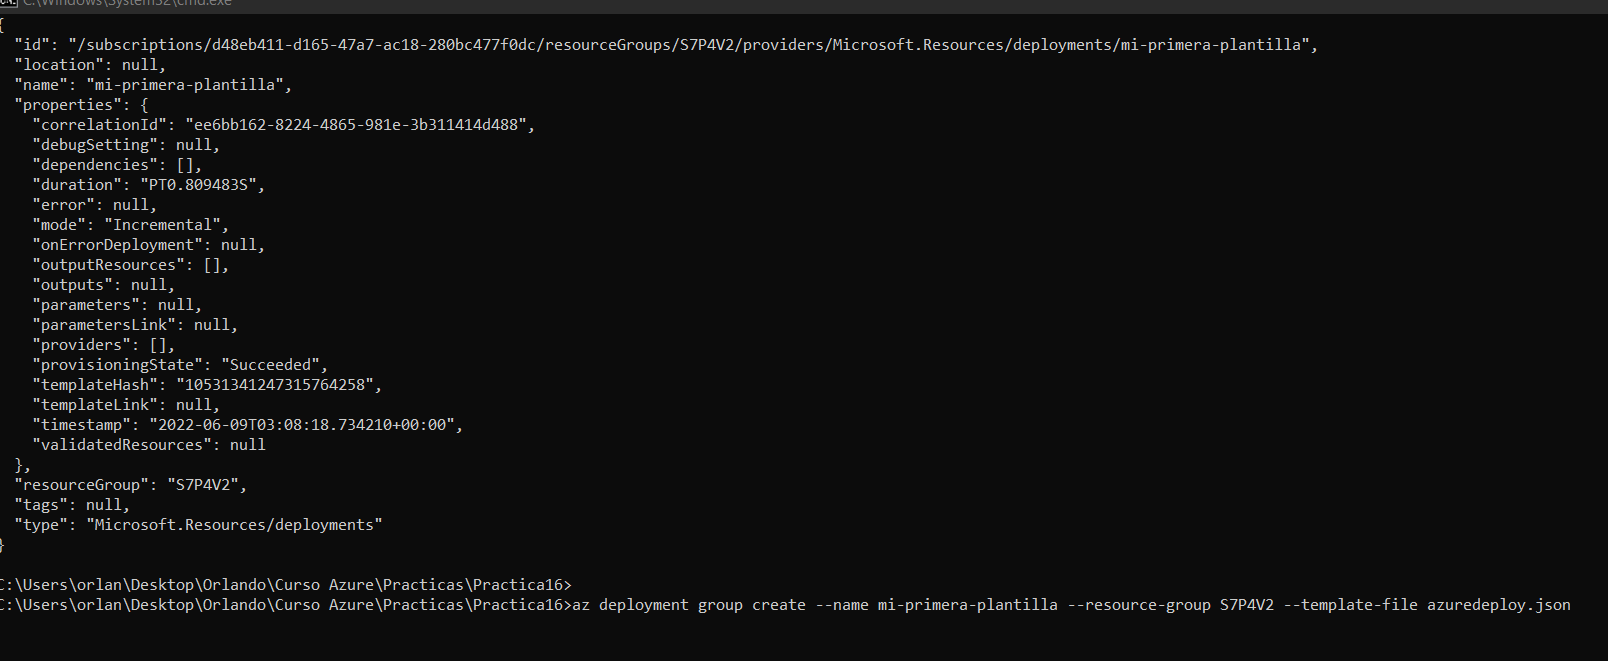 C:\Windows\System32\cmd.exe
{
"id": "/subscriptions/d48eb411-d165-47a7-ac18-280bc477f0dc/resourceGroups/S7P4V2/providers/Microsoft.Resources/deployments/mi-primera-plantilla",
"location": null,
"name": "mi-primera-plantilla",
"properties": {
"correlationId": "ee6bb162-8224-4865-981e-3b311414d488",
"debugSetting": null,
"dependencies": [],
"duration": "PT0.809483S",
"error": null,
"mode": "Incremental",
"onErrorDeployment": null,
"outputResources": [],
"outputs": null,
"parameters": null,
"parametersLink": null,
"providers": [],
"provisioningState": "Succeeded",
"templateHash": "10531341247315764258",
"templateLink": null,
"timestamp": "2022-06-09T03:08:18.734210+00:00",
"validatedResources": null
},
"resourceGroup": "S7P4V2",
"tags": null,
"type": "Microsoft.Resources/deployments"
}
C:\Users\orlan\Desktop\Orlando\Curso Azure\Practicas\Practica16>
C:\Users\orlan\Desktop\Orlando\Curso Azure\Practicas\Practica16>az deployment group create --name mi-primera-plantilla --resource-group S7P4V2 --template-file azuredeploy.json